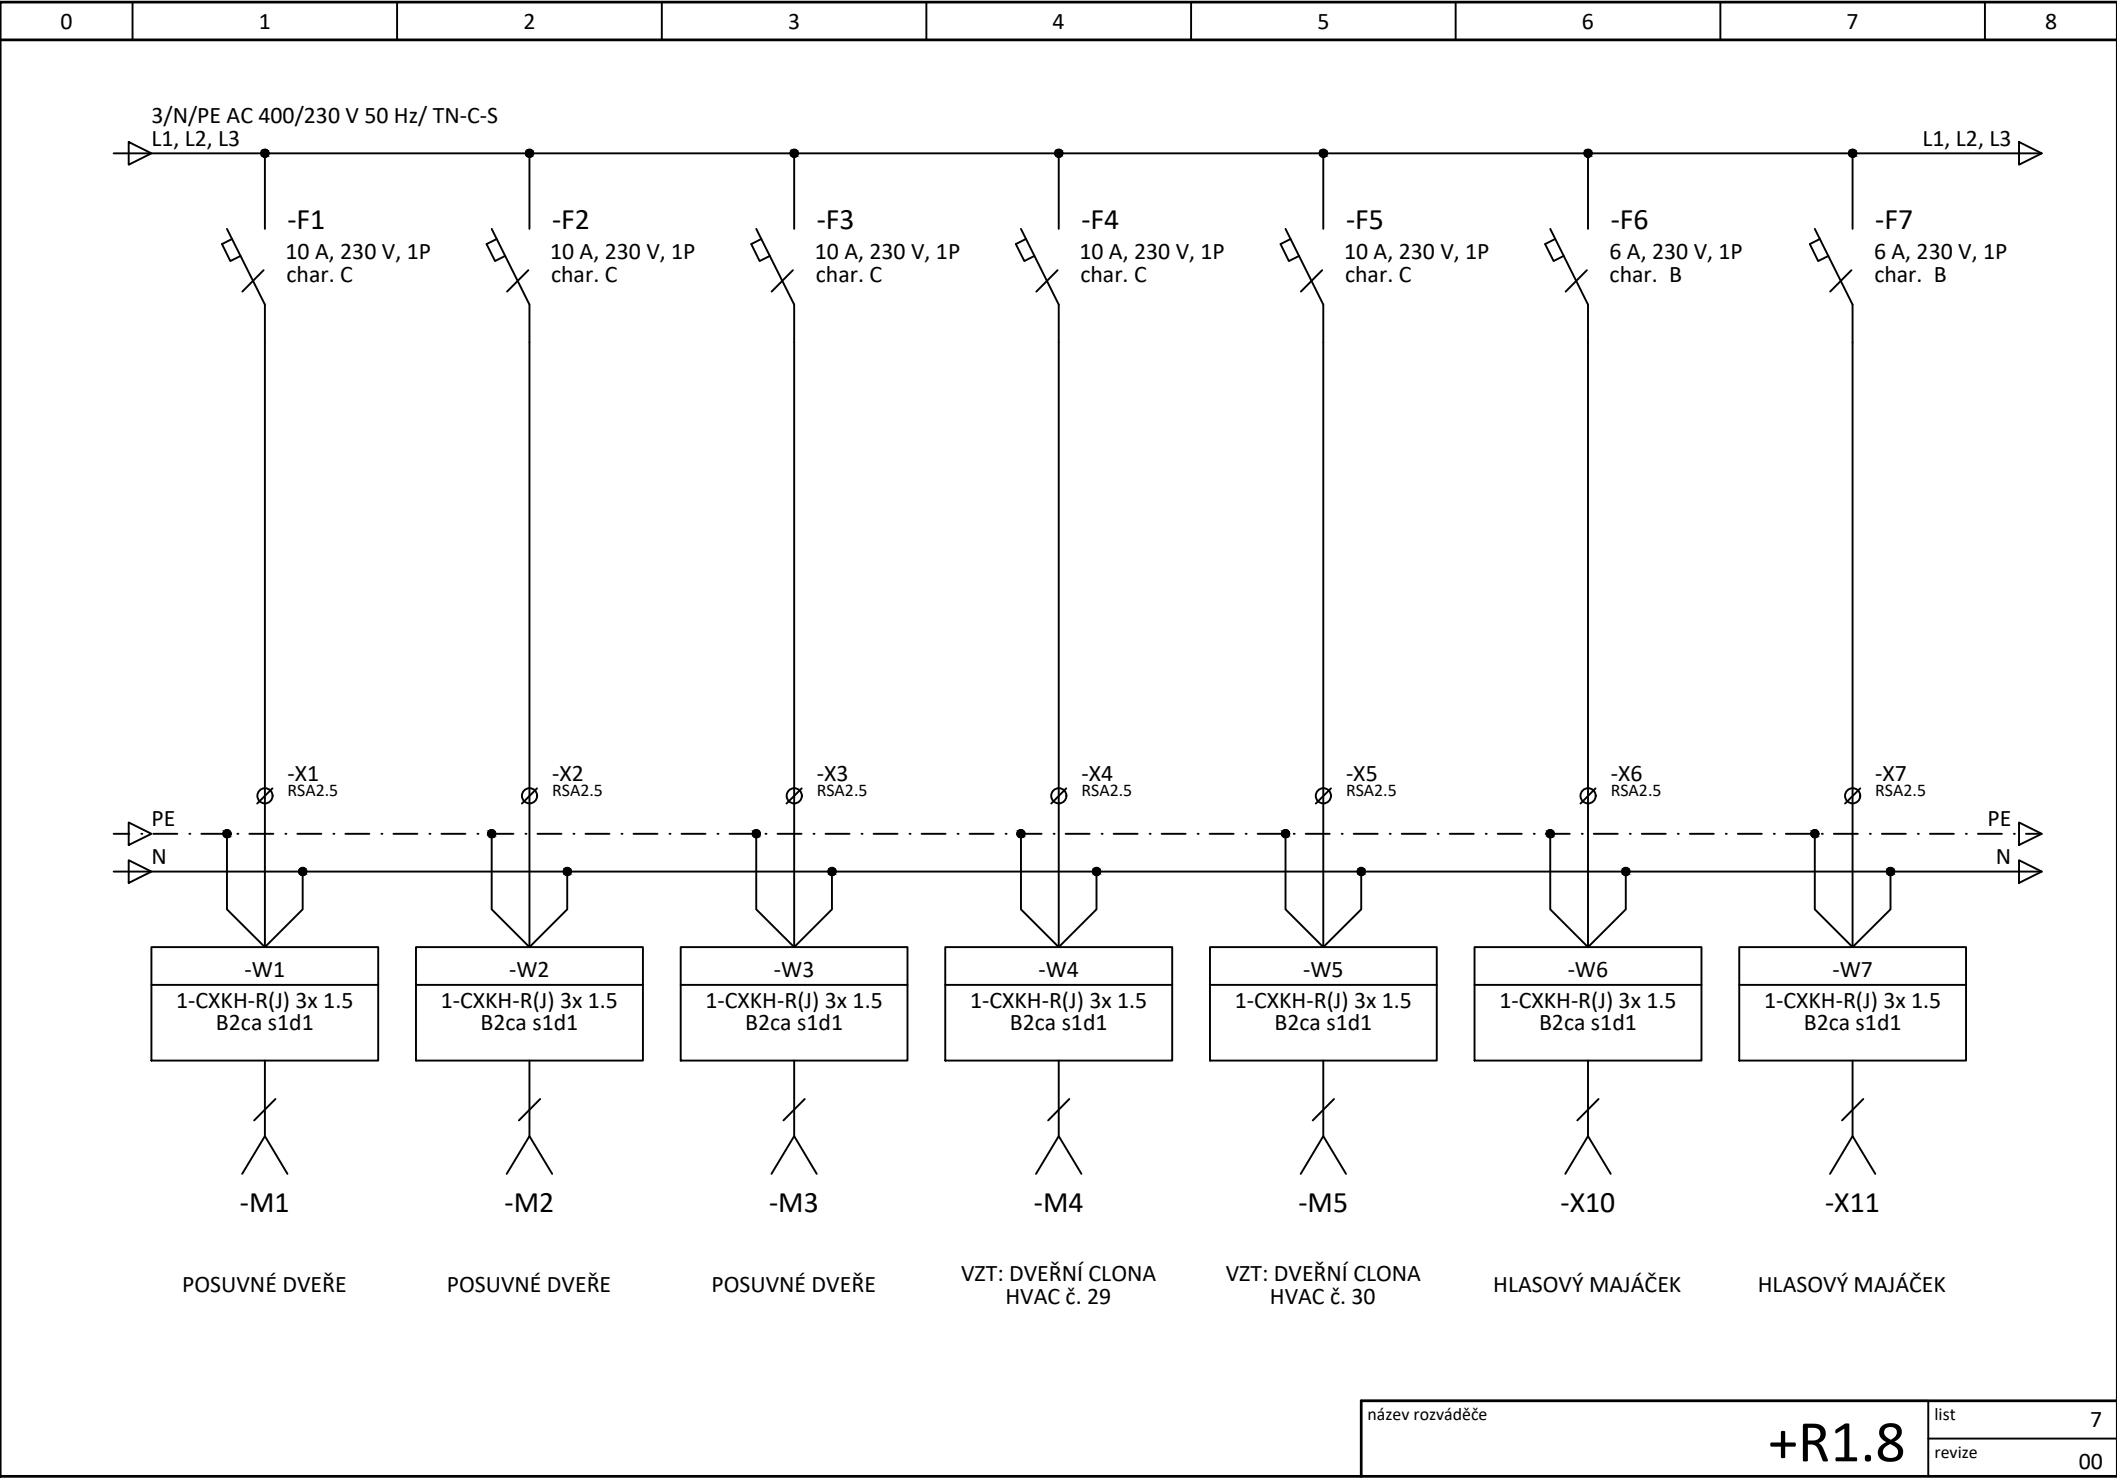 0 1 2 3 4 5 6 7 8
3/N/PE AC 400/230 V 50 Hz/ TN-C-S
L1, L2, L3 L1, L2, L3
-F1 -F2 -F3 -F4 -F5 -F6 -F7
10 A, 230 V, 1P 10 A, 230 V, 1P 10 A, 230 V, 1P 10 A, 230 V, 1P 10 A, 230 V, 1P 6 A, 230 V, 1P 6 A, 230 V, 1P
char. C char. C char. C char. C char. C char. B char. B
-X1 -X2 -X3 -X4 -X5 -X6 -X7
RSA2.5 RSA2.5 RSA2.5 RSA2.5 RSA2.5 RSA2.5 RSA2.5
PE PE
N N
-W1 -W2 -W3 -W4 -W5 -W6 -W7
1-CXKH-R(J) 3x 1.5 1-CXKH-R(J) 3x 1.5 1-CXKH-R(J) 3x 1.5 1-CXKH-R(J) 3x 1.5 1-CXKH-R(J) 3x 1.5 1-CXKH-R(J) 3x 1.5 1-CXKH-R(J) 3x 1.5
B2ca s1d1 B2ca s1d1 B2ca s1d1 B2ca s1d1 B2ca s1d1 B2ca s1d1 B2ca s1d1
-M1 -M2 -M3 -M4 -M5 -X10 -X11
POSUVNÉ DVEŘE POSUVNÉ DVEŘE POSUVNÉ DVEŘE VZT: DVEŘNÍ CLONA VZT: DVEŘNÍ CLONA HLASOVÝ MAJÁČEK HLASOVÝ MAJÁČEK
HVAC č. 29 HVAC č. 30
název rozváděče
+R1.8
list 7
revize 00